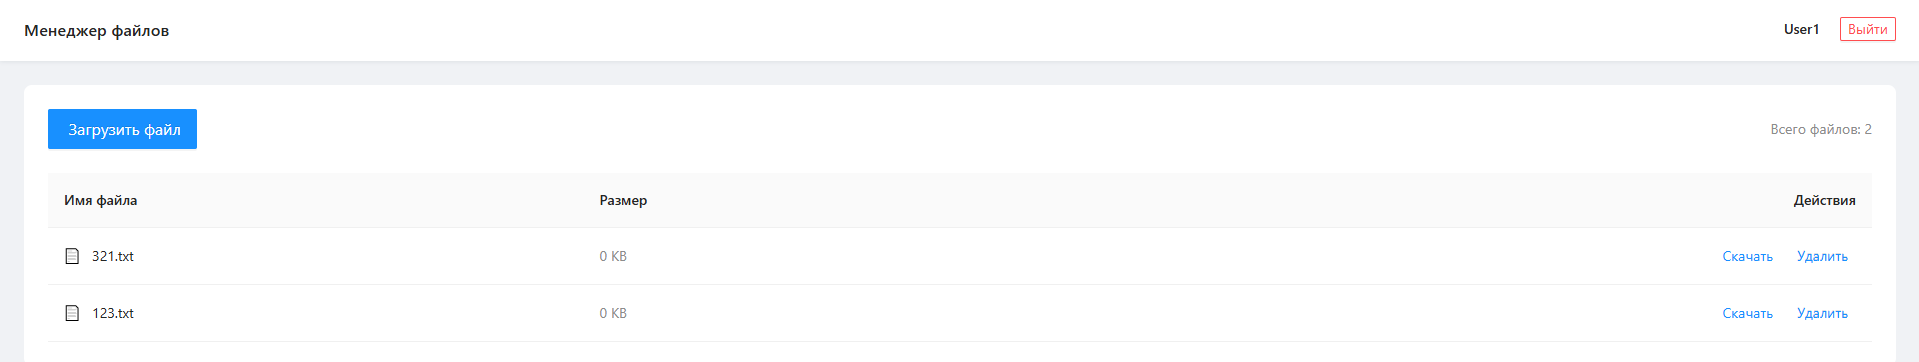 Менеджер файлов
User1 Выйти
Загрузить файл
Всего файлов: 2
Имя файла Размер Действия
321.txt 0 KB Скачать Удалить
123.txt 0 KB Скачать Удалить